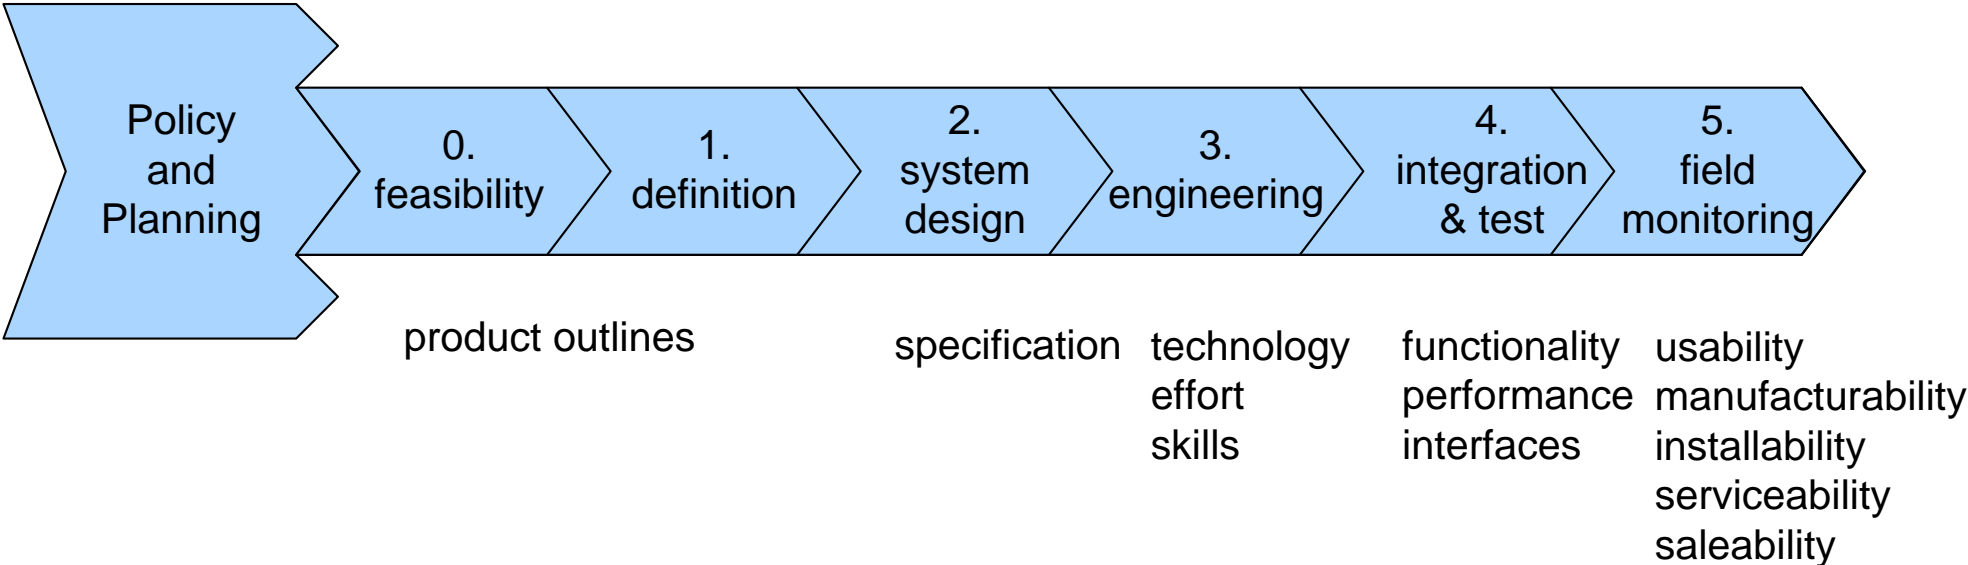 Policy
and
Planning
0.
feasibility
1.
definition
2.
system
design
3.
engineering
4.
integration
& test
5.
field
monitoring
product outlines
specification
technology
effort
skills
functionality
performance
interfaces
usability
manufacturability
installability
serviceability
saleability